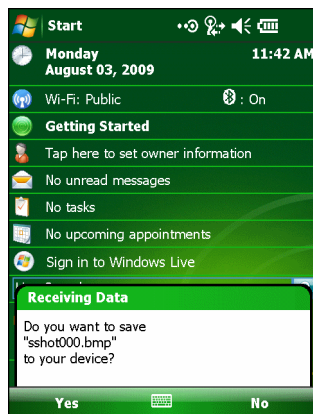 Start
Monday 11:42 AM
August 03, 2009
Wi-Fi: Public : On
Getting Started
Tap here to set owner information
No unread messages
No tasks
No upcoming appointments
Sign in to Windows Live
Receiving Data
Do you want to save
"sshot000.bmp"
to your device?
Yes No